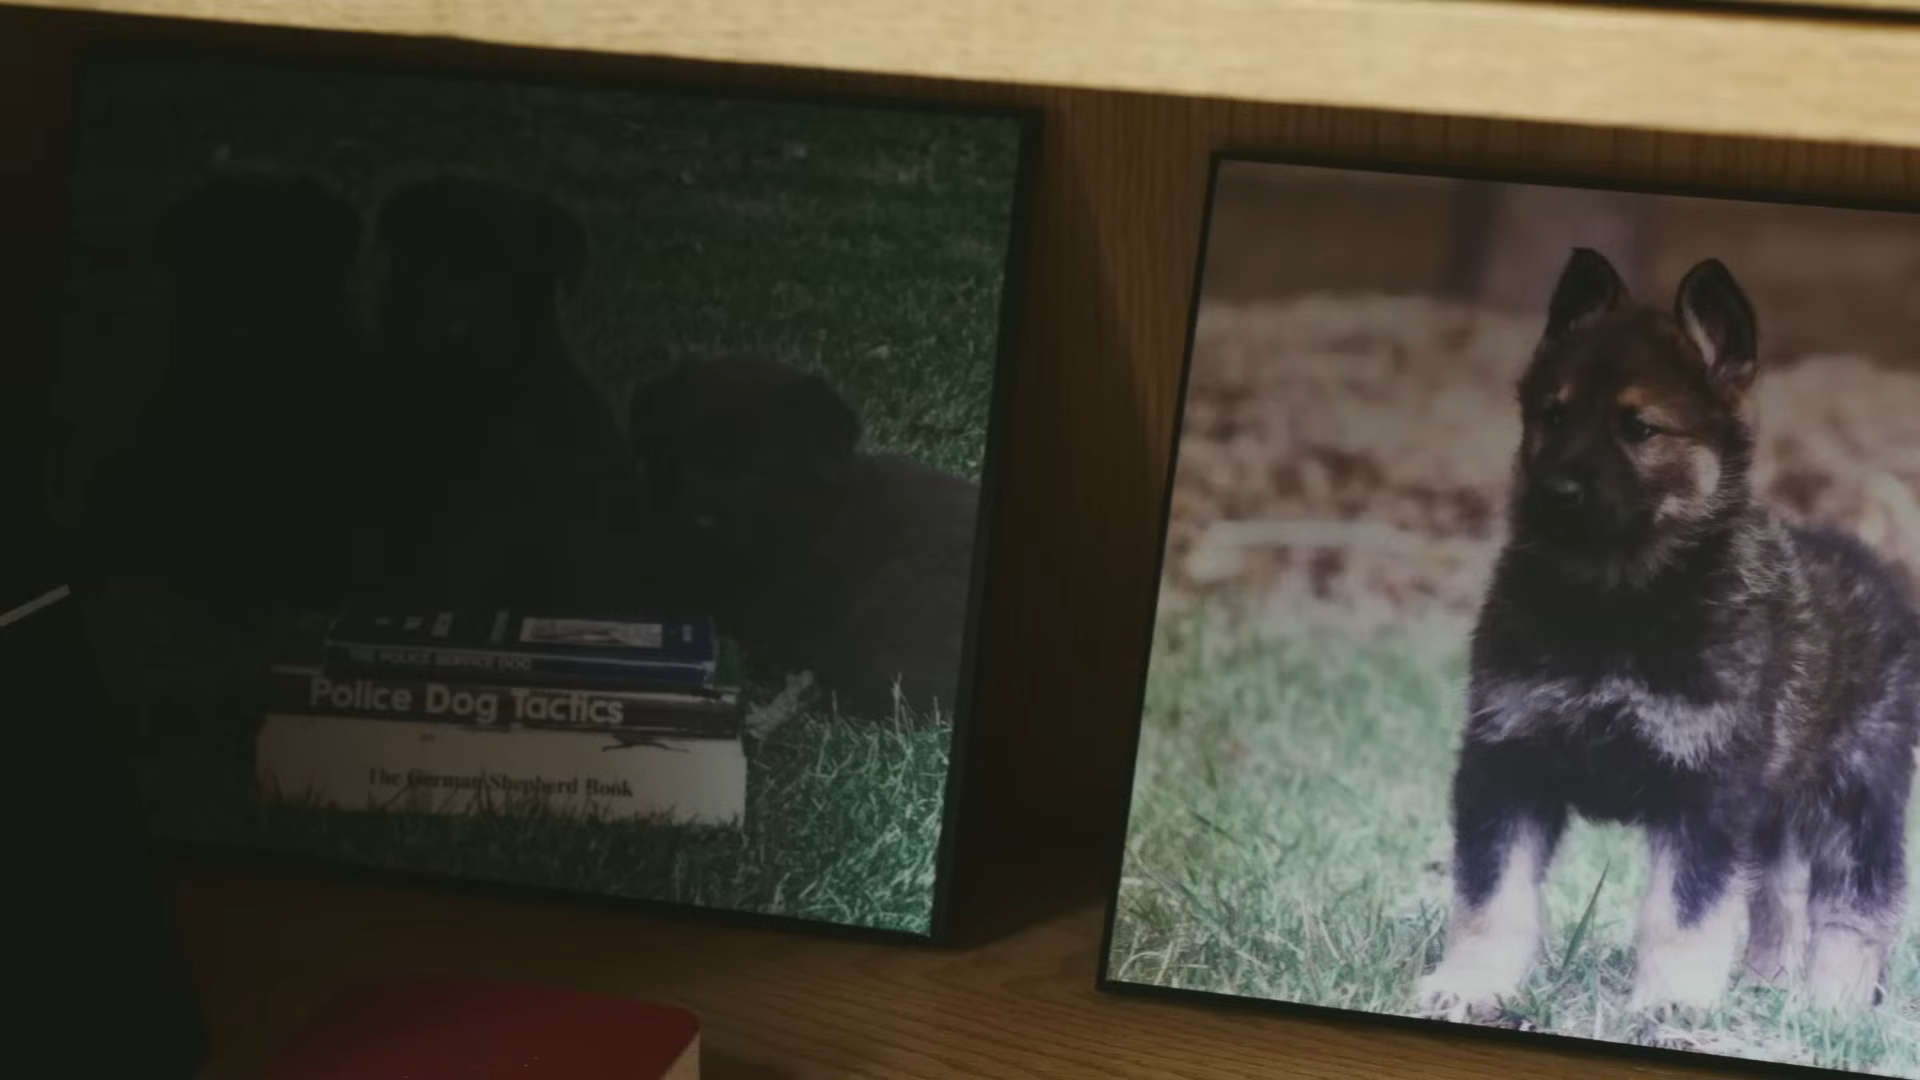 THE POLICE SERVICE DOG
Police Dog Tactics
The German Shepherd Book